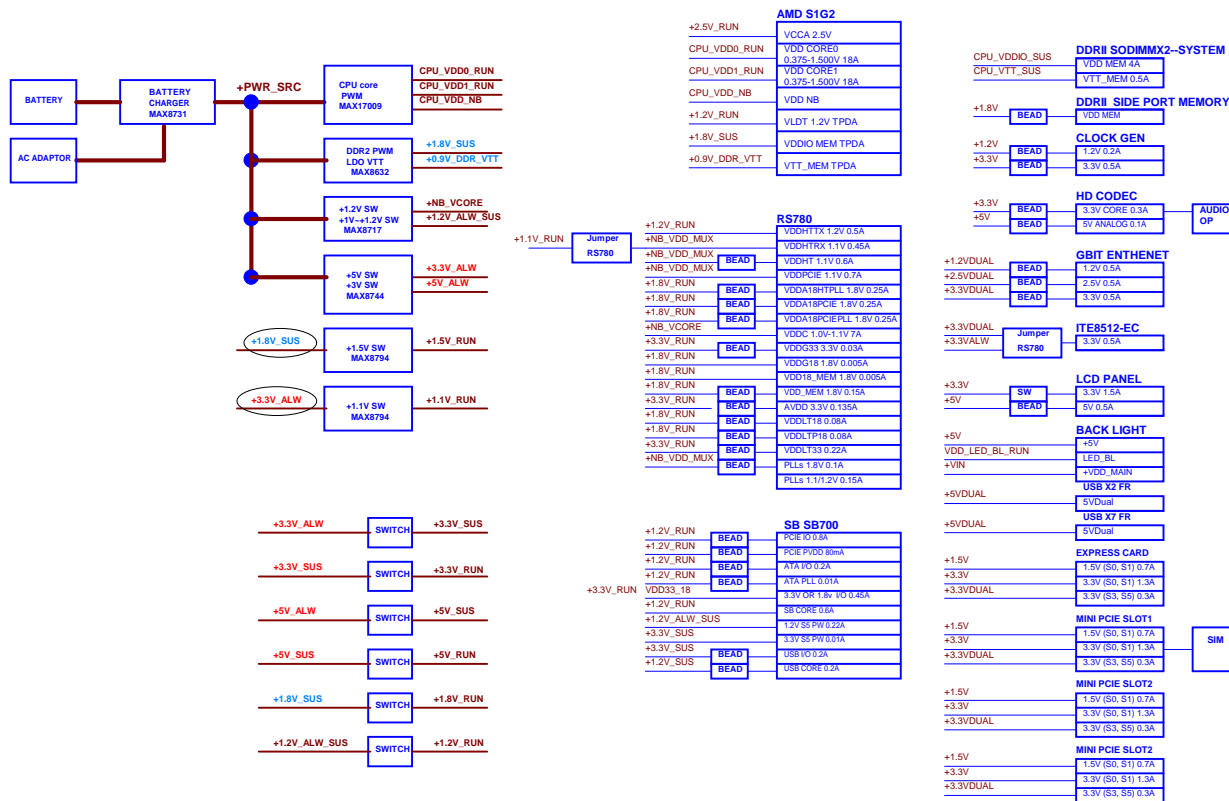 BATTERY
BATTERY
CHARGER
MAX8731
AC ADAPTOR
+PWR_SRC
CPU core
PWM
MAX17009
CPU_VDD0_RUN
CPU_VDD1_RUN
CPU_VDD_NB
DDR2 PWM
LDO VTT
MAX8632
+1.8V_SUS
+0.9V_DDR_VTT
+1.2V SW
+1V~+1.2V SW
MAX8717
+NB_VCORE
+1.2V_ALW_SUS
+5V SW
+3V SW
MAX8744
+3.3V_ALW
+5V_ALW
+1.8V_SUS
+1.5V SW
MAX8794
+1.5V_RUN
+3.3V_ALW
+1.1V SW
MAX8794
+1.1V_RUN
+3.3V_ALW
SWITCH
+3.3V_SUS
+3.3V_SUS
SWITCH
+3.3V_RUN
+5V_ALW
SWITCH
+5V_SUS
+5V_SUS
SWITCH
+5V_RUN
+1.8V_SUS
SWITCH
+1.8V_RUN
+1.2V_ALW_SUS
SWITCH
+1.2V_RUN
AMD S1G2
+2.5V_RUN
VCCA 2.5V
CPU_VDD0_RUN
VDD CORE0
0.375-1.500V 18A
CPU_VDD1_RUN
VDD CORE1
0.375-1.500V 18A
CPU_VDD_NB
VDD NB
+1.2V_RUN
VLDT 1.2V TPDA
+1.8V_SUS
VDDIO MEM TPDA
+0.9V_DDR_VTT
VTT_MEM TPDA
RS780
+1.1V_RUN
Jumper
RS780
+1.2V_RUN
VDDHTTX 1.2V 0.5A
+NB_VDD_MUX
VDDHTRX 1.1V 0.45A
+NB_VDD_MUX
BEAD
VDDHT 1.1V 0.6A
+NB_VDD_MUX
VDDPCIE 1.1V 0.7A
+1.8V_RUN
BEAD
VDDA18HTPLL 1.8V 0.25A
+1.8V_RUN
BEAD
VDDA18PCIE 1.8V 0.25A
+1.8V_RUN
BEAD
VDDA18PCIEPLL 1.8V 0.25A
+NB_VCORE
VDDC 1.0V-1.1V 7A
+3.3V_RUN
BEAD
VDDG33 3.3V 0.03A
+1.8V_RUN
VDDG18 1.8V 0.005A
+1.8V_RUN
VDD18_MEM 1.8V 0.005A
+1.8V_RUN
BEAD
VDD_MEM 1.8V 0.15A
+3.3V_RUN
BEAD
AVDD 3.3V 0.135A
+1.8V_RUN
BEAD
VDDLT18 0.08A
+1.8V_RUN
BEAD
VDDLTP18 0.08A
+3.3V_RUN
BEAD
VDDLT33 0.22A
+NB_VDD_MUX
BEAD
PLLs 1.8V 0.1A
PLLs 1.1/1.2V 0.15A
SB SB700
+1.2V_RUN
BEAD
PCIE IO 0.8A
+1.2V_RUN
BEAD
PCIE PVDD 80mA
+1.2V_RUN
BEAD
ATA I/O 0.2A
+1.2V_RUN
BEAD
ATA PLL 0.01A
+3.3V_RUN VDD33_18
3.3V OR 1.8v I/O 0.45A
+1.2V_RUN
SB CORE 0.6A
+1.2V_ALW_SUS
1.2V S5 PW 0.22A
+3.3V_SUS
3.3V S5 PW 0.01A
+3.3V_SUS
BEAD
USB I/O 0.2A
+1.2V_SUS
BEAD
USB CORE 0.2A
DDRII SODIMMX2--SYSTEM
CPU_VDDIO_SUS
VDD MEM 4A
CPU_VTT_SUS
VTT_MEM 0.5A
DDRII SIDE PORT MEMORY
+1.8V
BEAD
VDD MEM
CLOCK GEN
+1.2V
BEAD
1.2V 0.2A
+3.3V
BEAD
3.3V 0.5A
HD CODEC
+3.3V
BEAD
3.3V CORE 0.3A
+5V
BEAD
5V ANALOG 0.1A
AUDIO
OP
GBIT ENTHENET
+1.2VDUAL
BEAD
1.2V 0.5A
+2.5VDUAL
BEAD
2.5V 0.5A
+3.3VDUAL
BEAD
3.3V 0.5A
ITE8512-EC
+3.3VDUAL
+3.3VALW
Jumper
RS780
3.3V 0.5A
LCD PANEL
+3.3V
SW
3.3V 1.5A
+5V
BEAD
5V 0.5A
BACK LIGHT
+5V
+5V
VDD_LED_BL_RUN
LED_BL
+VIN
+VDD_MAIN
USB X2 FR
+5VDUAL
5VDual
USB X7 FR
+5VDUAL
5VDual
EXPRESS CARD
+1.5V
1.5V (S0, S1) 0.7A
+3.3V
3.3V (S0, S1) 1.3A
+3.3VDUAL
3.3V (S3, S5) 0.3A
MINI PCIE SLOT1
+1.5V
1.5V (S0, S1) 0.7A
+3.3V
3.3V (S0, S1) 1.3A
+3.3VDUAL
3.3V (S3, S5) 0.3A
SIM
MINI PCIE SLOT2
+1.5V
1.5V (S0, S1) 0.7A
+3.3V
3.3V (S0, S1) 1.3A
+3.3VDUAL
3.3V (S3, S5) 0.3A
MINI PCIE SLOT2
+1.5V
1.5V (S0, S1) 0.7A
+3.3V
3.3V (S0, S1) 1.3A
+3.3VDUAL
3.3V (S3, S5) 0.3A